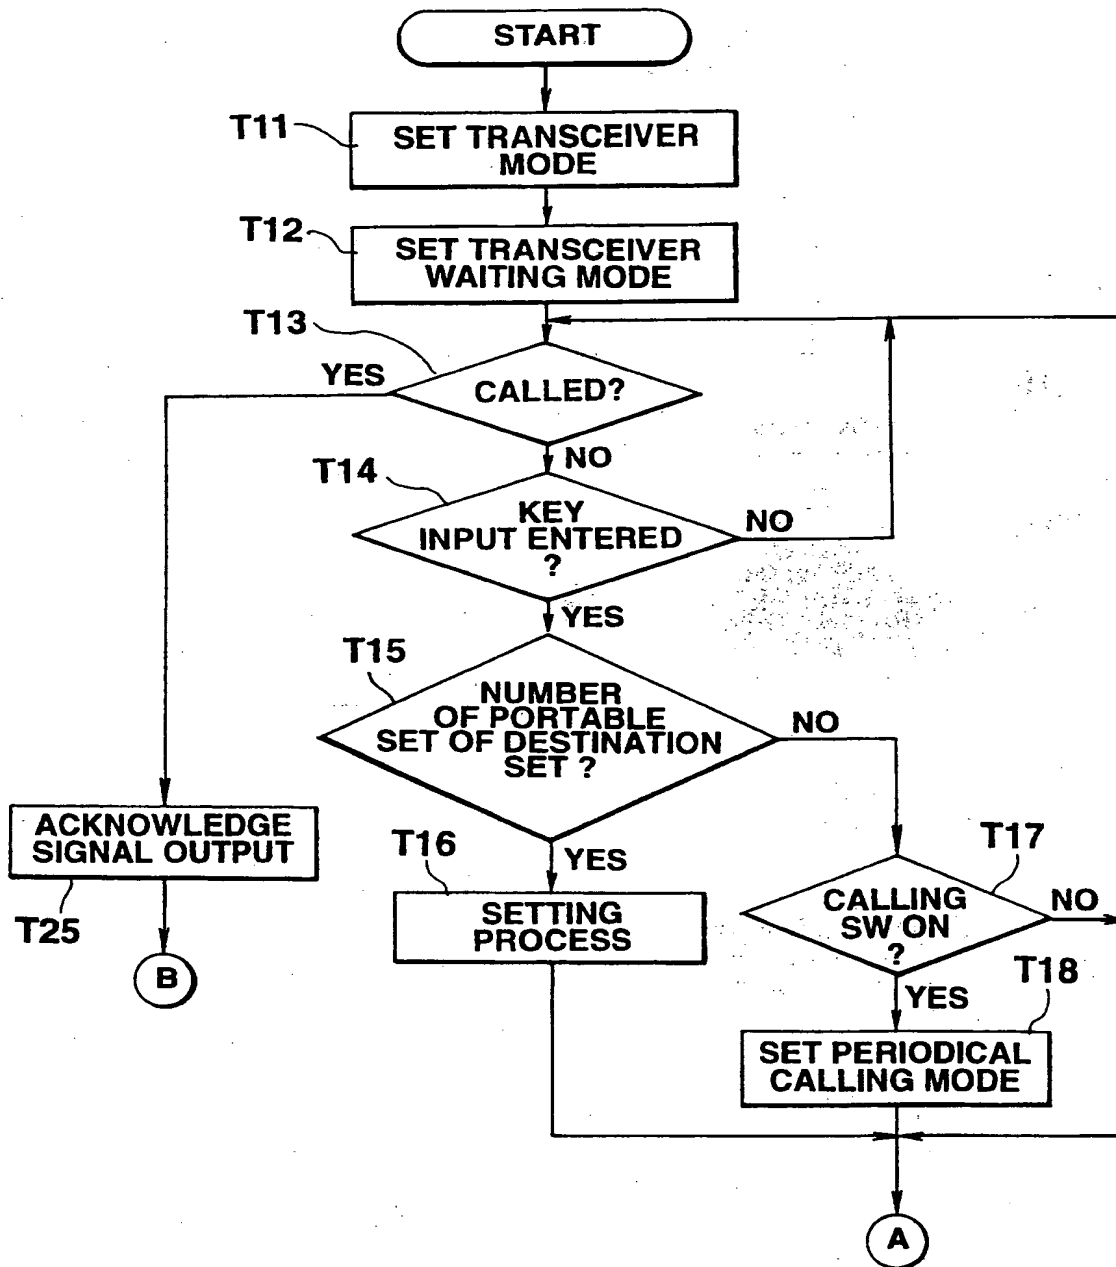 START
T11
SET TRANSCEIVER
MODE
T12
SET TRANSCEIVER
WAITING MODE
T13
YES
CALLED?
NO
T14
KEY
INPUT ENTERED
?
NO
YES
T15
NUMBER
OF PORTABLE
SET OF DESTINATION
SET ?
NO
ACKNOWLEDGE
SIGNAL OUTPUT
T25
B
T16
YES
SETTING
PROCESS
T17
CALLING
SW ON
?
NO
YES
T18
SET PERIODICAL
CALLING MODE
A